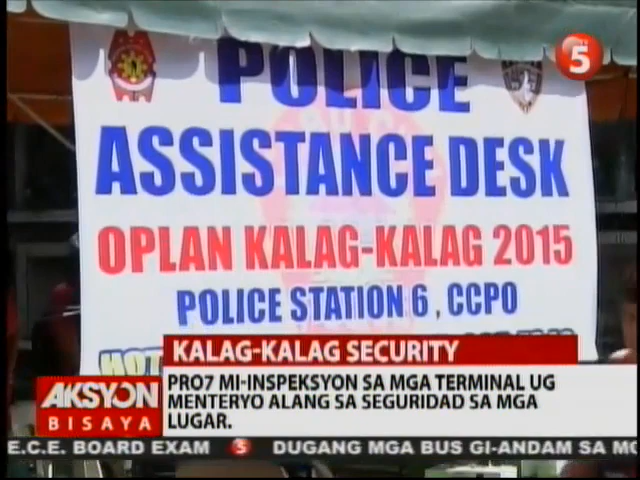 5
POLICE
ASSISTANCE DESK
OPLAN KALAG-KALAG 2015
POLICE STATION 6 , CCPO
KALAG-KALAG SECURITY
PRO7 MI-INSPEKSYON SA MGA TERMINAL UG
MENTERYO ALANG SA SEGURIDAD SA MGA
LUGAR.
AKSYON
BISAYA
E.C.E. BOARD EXAM 5 DUGANG MGA BUS GI-ANDAM SA